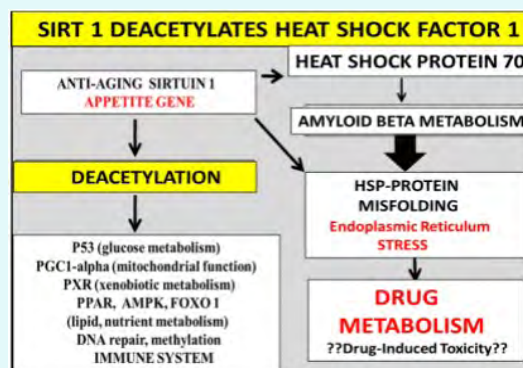 SIRT 1 DEACETYLATES HEAT SHOCK FACTOR 1
HEAT SHOCK PROTEIN 70
ANTI-AGING SIRTUIN 1
APPETITE GENE
AMYLOID BETA METABOLISM
DEACETYLATION
HSP-PROTEIN
MISFOLDING
Endoplasmic Reticulum
STRESS
P53 (glucose metabolism)
PGC1-alpha (mitochondrial function)
PXR (xenobiotic metabolism)
PPAR, AMPK, FOXO 1
(lipid, nutrient metabolism)
DNA repair, methylation
IMMUNE SYSTEM
DRUG
METABOLISM
??Drug-Induced Toxicity??